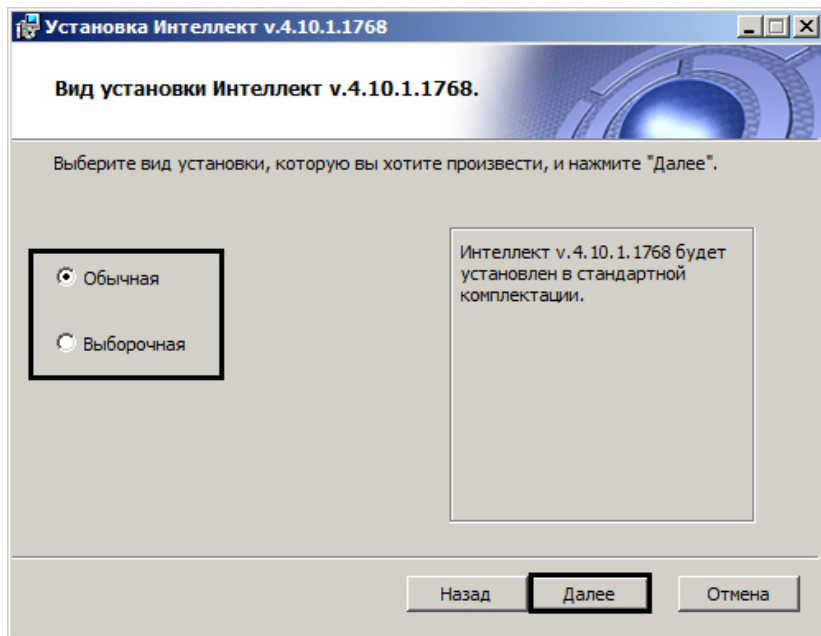 Установка Интеллект v.4.10.1.1768
Вид установки Интеллект v.4.10.1.1768.
Выберите вид установки, которую вы хотите произвести, и нажмите "Далее".
Обычная
Выборочная
Интеллект v.4.10.1.1768 будет
установлен в стандартной
комплектации.
Назад
Далее
Отмена